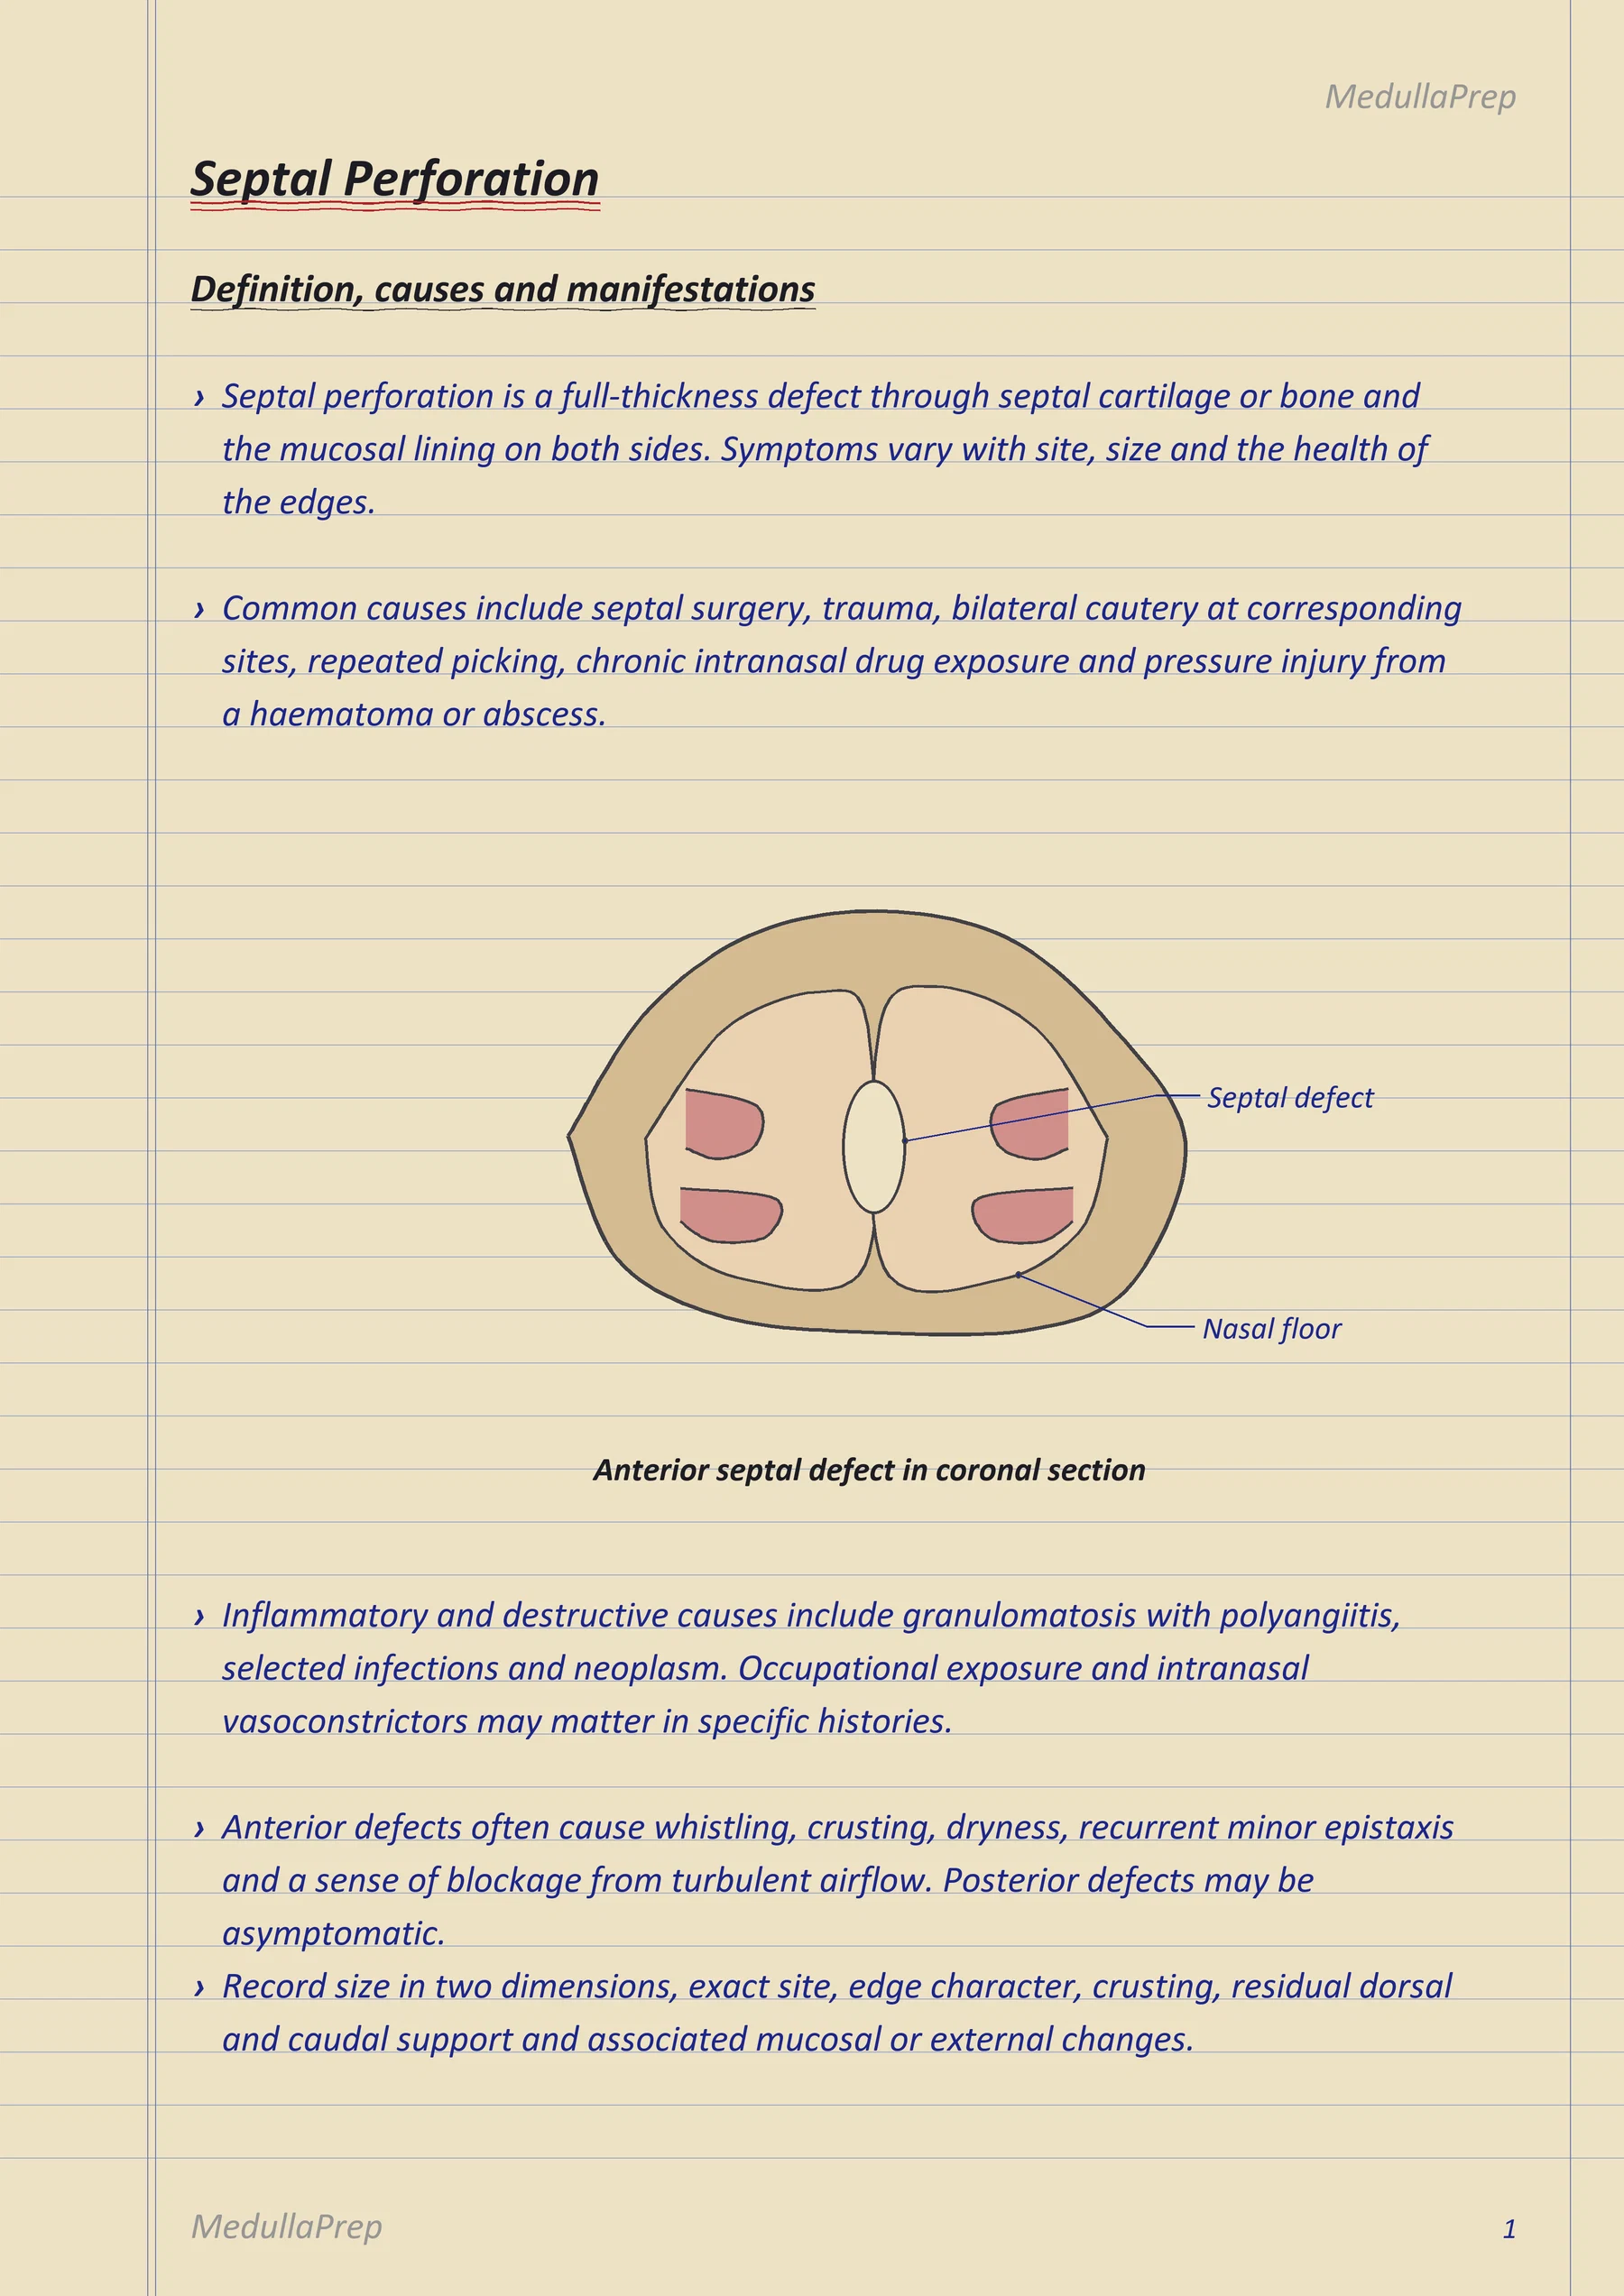 MedullaPrep
Septal Perforation
Definition, causes and manifestations
› Septal perforation is a full-thickness defect through septal cartilage or bone and
the mucosal lining on both sides. Symptoms vary with site, size and the health of
the edges.
› Common causes include septal surgery, trauma, bilateral cautery at corresponding
sites, repeated picking, chronic intranasal drug exposure and pressure injury from
a haematoma or abscess.
Septal defect
Nasal floor
Anterior septal defect in coronal section
› Inflammatory and destructive causes include granulomatosis with polyangiitis,
selected infections and neoplasm. Occupational exposure and intranasal
vasoconstrictors may matter in specific histories.
› Anterior defects often cause whistling, crusting, dryness, recurrent minor epistaxis
and a sense of blockage from turbulent airflow. Posterior defects may be
asymptomatic.
› Record size in two dimensions, exact site, edge character, crusting, residual dorsal
and caudal support and associated mucosal or external changes.
MedullaPrep
1